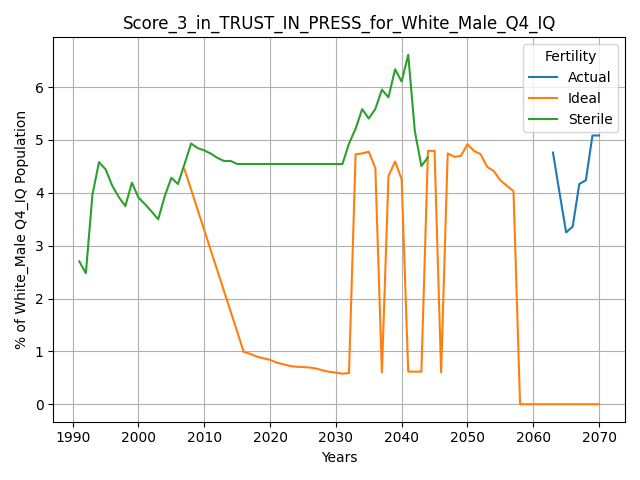 Score_3_in_TRUST_IN_PRESS_for_White_Male_Q4_IQ
Fertility
Actual
Ideal
Sterile
% of White_Male Q4_IQ Population
6
5
4
3
2
1
0
1990 2000 2010 2020 2030 2040 2050 2060 2070
Years